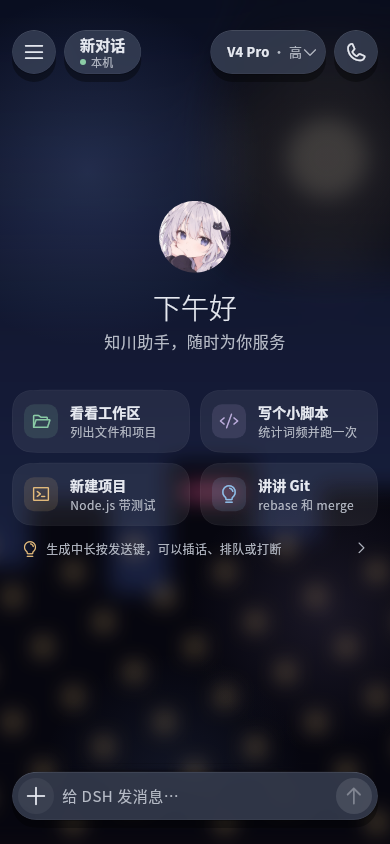 新对话
本机
V4 Pro · 高
下午好
知川助手，随时为你服务
看看工作区
列出文件和项目
写个小脚本
统计词频并跑一次
新建项目
Node.js 带测试
讲讲 Git
rebase 和 merge
生成中长按发送键，可以插话、排队或打断
给 DSH 发消息…